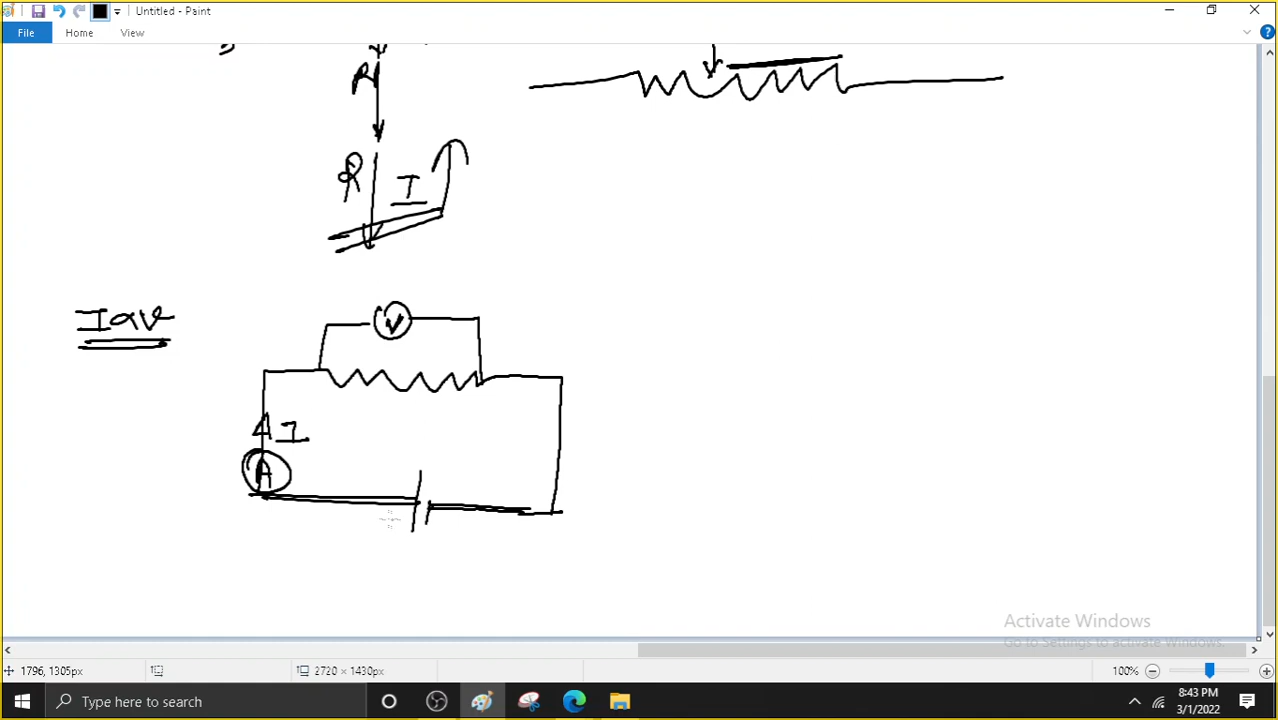 Untitled - Paint
File Home View
R
R
I
Iav
V
I
A
Activate Windows
Go to Settings to activate Windows.
1796, 1305px
2720 × 1430px
100%
Type here to search
8:43 PM
3/1/2022